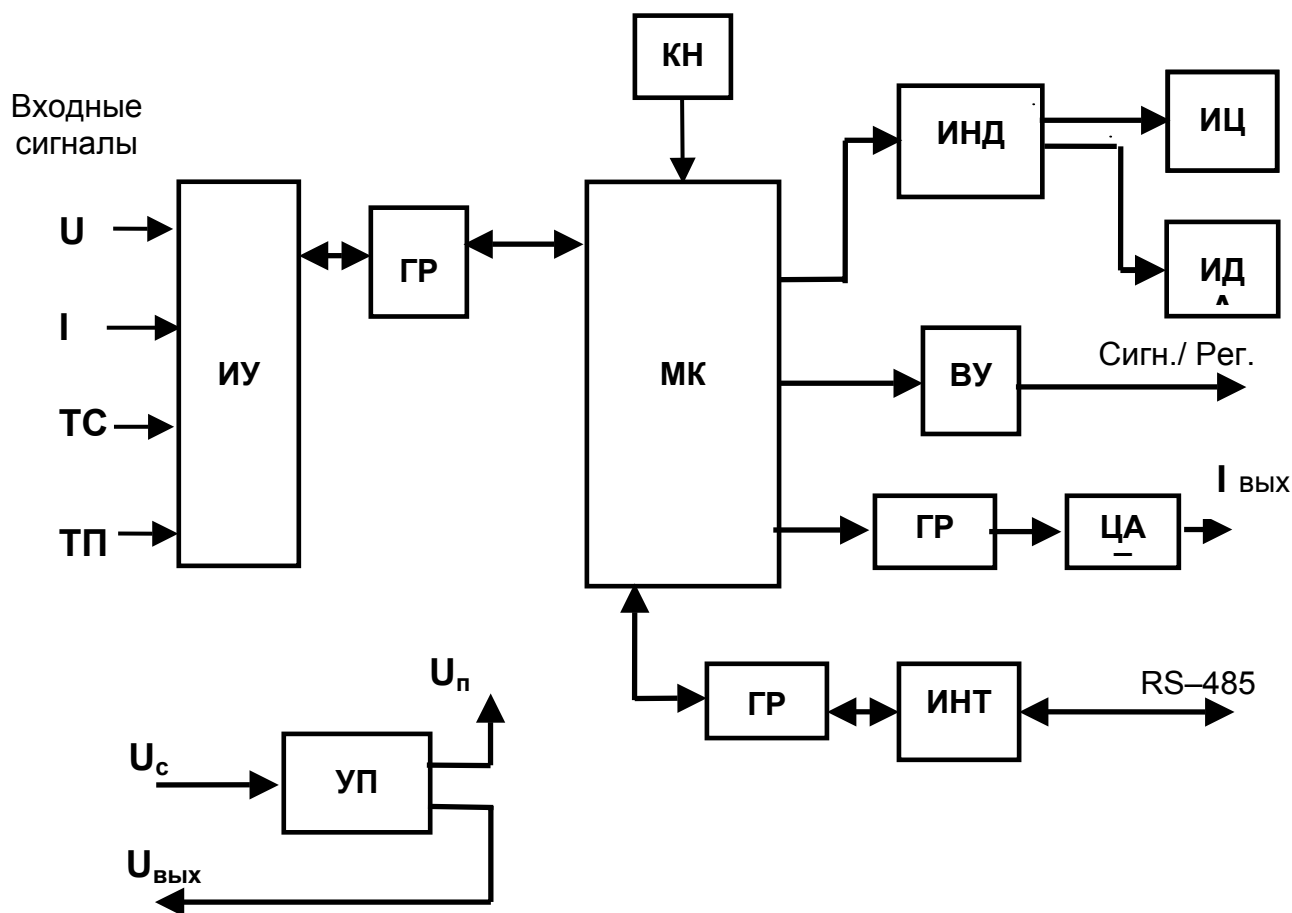 КН
Входные
сигналы
ИНД
ИЦ
U
ГР
ИД
I
ИУ
МК
ВУ
Сигн./ Рег.
ТС
I вых
ТП
ГР
ЦА
Uп
ГР
ИНТ
RS–485
Uс
УП
Uвых